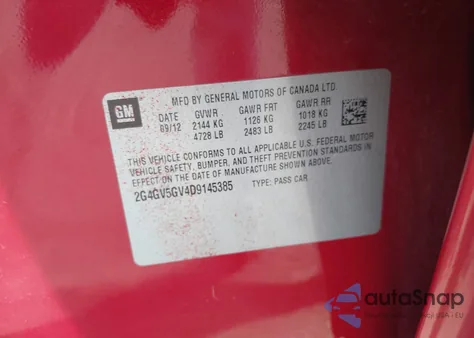 GM
MFD BY GENERAL MOTORS OF CANADA LTD.
DATE GVWR GAWR FRT GAWR RR
09/12 2144 KG 1126 KG 1018 KG
4728 LB 2483 LB 2245 LB
THIS VEHICLE CONFORMS TO ALL APPLICABLE U.S. FEDERAL MOTOR
VEHICLE SAFETY, BUMPER, AND THEFT PREVENTION STANDARDS IN
EFFECT ON THE DATE OF MANUFACTURE SHOWN ABOVE.
2G4GV5GV4D9145385 TYPE: PASS CAR
autoSnap